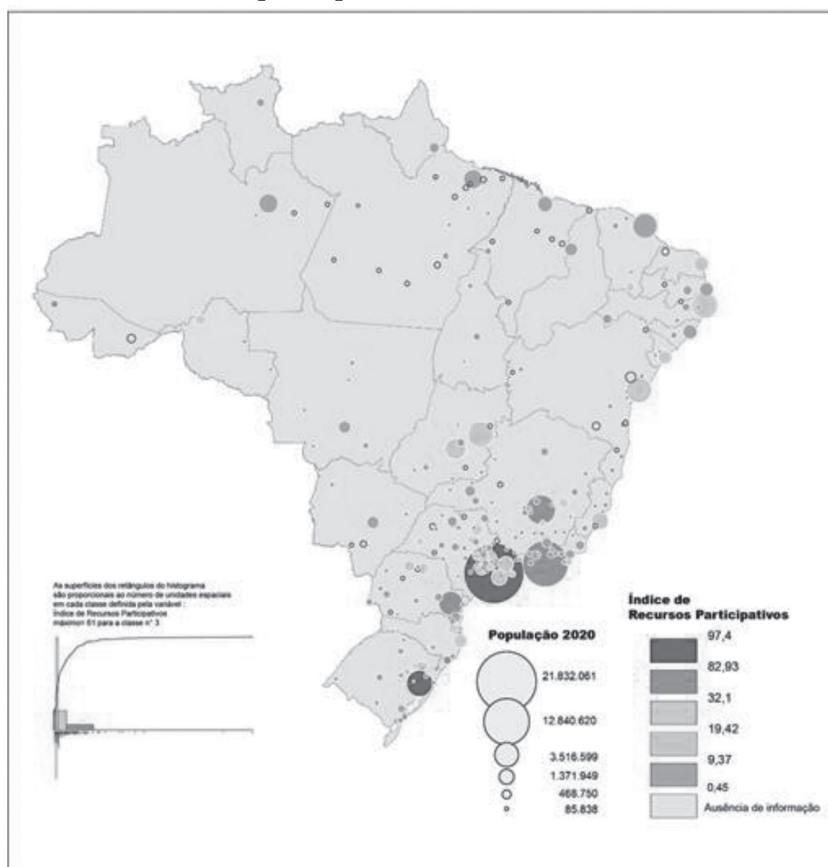 As superfícies dos retângulos do histograma
são proporcionais ao número de unidades espaciais
em cada classe definida pela variável :
Índice de Recursos Participativos
máximo= 61 para a classe n° 3
População 2020
21.832.061
12.840.620
3.516.599
1.371.949
468.750
85.838
Índice de
Recursos Participativos
97,4
82,93
32,1
19,42
9,37
0,45
Ausência de informação